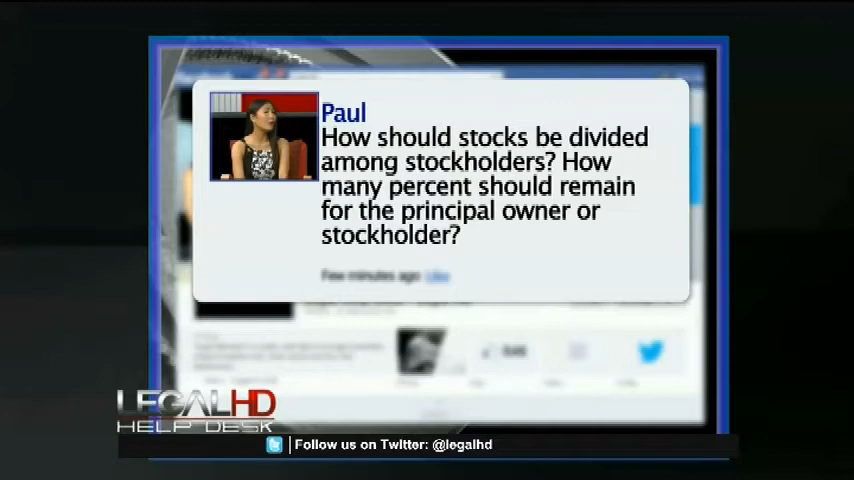 Paul
How should stocks be divided
among stockholders? How
many percent should remain
for the principal owner or
stockholder?
Few minutes ago Like
LEGALHD
HELP DESK
Follow us on Twitter: @legalhd